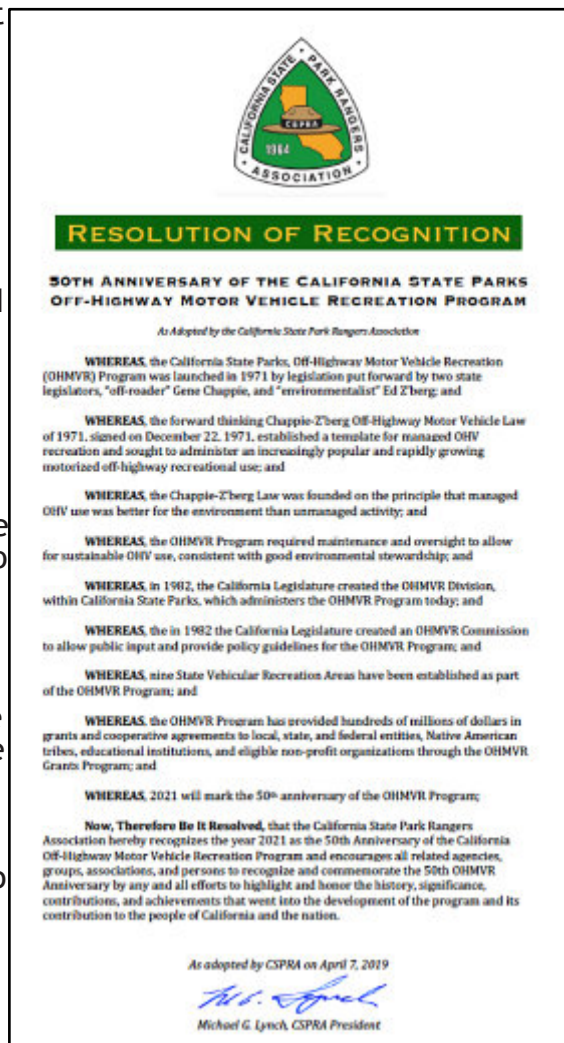 CALIFORNIA STATE PARK RANGERS
ASSOCIATION
CSPRA
1964
RESOLUTION OF RECOGNITION
50TH ANNIVERSARY OF THE CALIFORNIA STATE PARKS
OFF-HIGHWAY MOTOR VEHICLE RECREATION PROGRAM
As Adopted by the California State Park Rangers Association
WHEREAS, the California State Parks, Off-Highway Motor Vehicle Recreation
(OHMVR) Program was launched in 1971 by legislation put forward by two state
legislators, "off-roader" Gene Chappie, and "environmentalist" Ed Z'berg; and
WHEREAS, the forward thinking Chappie-Z'berg Off-Highway Motor Vehicle Law
of 1971, signed on December 22, 1971, established a template for managed OHV
recreation and sought to administer an increasingly popular and rapidly growing
motorized off-highway recreational use; and
WHEREAS, the Chappie-Z'berg Law was founded on the principle that managed
OHV use was better for the environment than unmanaged activity; and
WHEREAS, the OHMVR Program required maintenance and oversight to allow
for sustainable OHV use, consistent with good environmental stewardship; and
WHEREAS, in 1982, the California Legislature created the OHMVR Division,
within California State Parks, which administers the OHMVR Program today; and
WHEREAS, the in 1982 the California Legislature created an OHMVR Commission
to allow public input and provide policy guidelines for the OHMVR Program; and
WHEREAS, nine State Vehicular Recreation Areas have been established as part
of the OHMVR Program; and
WHEREAS, the OHMVR Program has provided hundreds of millions of dollars in
grants and cooperative agreements to local, state, and federal entities, Native American
tribes, educational institutions, and eligible non-profit organizations through the OHMVR
Grants Program; and
WHEREAS, 2021 will mark the 50th anniversary of the OHMVR Program;
Now, Therefore Be It Resolved, that the California State Park Rangers
Association hereby recognizes the year 2021 as the 50th Anniversary of the California
Off-Highway Motor Vehicle Recreation Program and encourages all related agencies,
groups, associations, and persons to recognize and commemorate the 50th OHMVR
Anniversary by any and all efforts to highlight and honor the history, significance,
contributions, and achievements that went into the development of the program and its
contribution to the people of California and the nation.
As adopted by CSPRA on April 7, 2019
Michael G. Lynch, CSPRA President